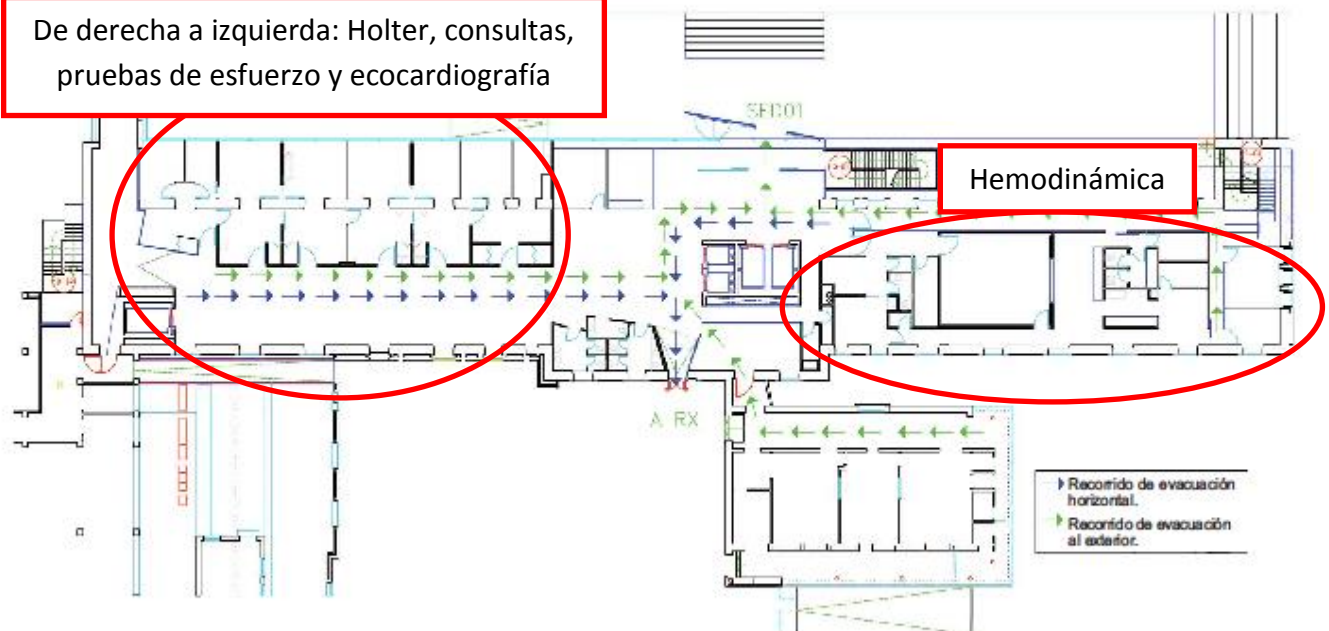 De derecha a izquierda: Holter, consultas,
pruebas de esfuerzo y ecocardiografía
SED01
Hemodinámica
A RX
Recorrido de evacuación
horizontal.
Recorrido de evacuación
al exterior.